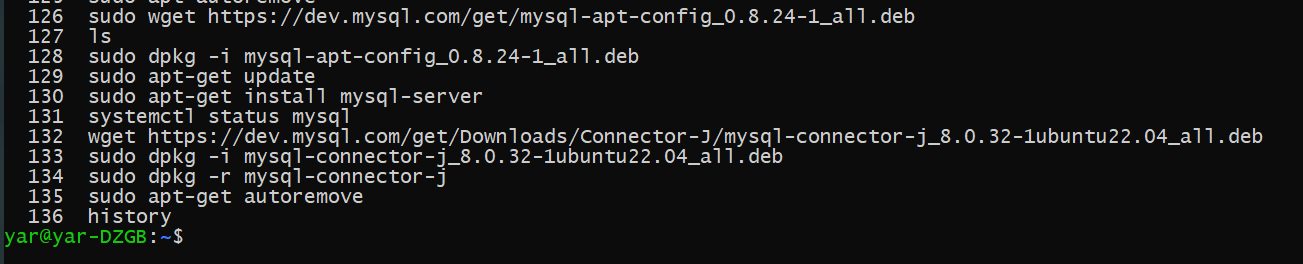 125  sudo apt autoremove
126  sudo wget https://dev.mysql.com/get/mysql-apt-config_0.8.24-1_all.deb
127  ls
128  sudo dpkg -i mysql-apt-config_0.8.24-1_all.deb
129  sudo apt-get update
130  sudo apt-get install mysql-server
131  systemctl status mysql
132  wget https://dev.mysql.com/get/Downloads/Connector-J/mysql-connector-j_8.0.32-1ubuntu22.04_all.deb
133  sudo dpkg -i mysql-connector-j_8.0.32-1ubuntu22.04_all.deb
134  sudo dpkg -r mysql-connector-j
135  sudo apt-get autoremove
136  history
yar@yar-DZGB:~$